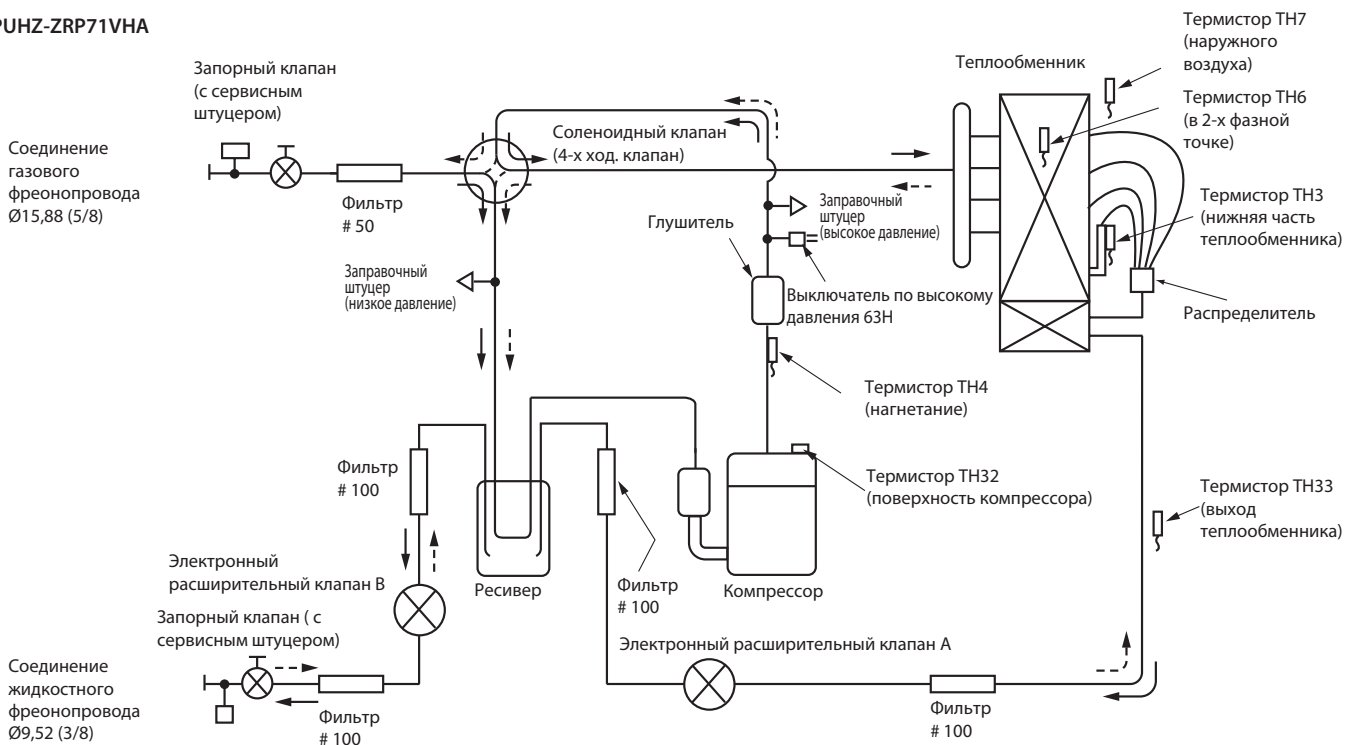 PUHZ-ZRP71VHA
Термистор TH7
(наружного
воздуха)
Запорный клапан
(с сервисным
штуцером)
Теплообменник
Термистор TH6
(в 2-х фазной
точке)
Соединение
газового
фреонопровода
Ø15,88 (5/8)
Соленоидный клапан
(4-х ход. клапан)
Фильтр
# 50
Термистор TH3
(нижняя часть
теплообменника)
Заправочный
штуцер
(высокое давление)
Глушитель
Заправочный
штуцер
(низкое давление)
Выключатель по высокому
давления 63H
Распределитель
Термистор TH4
(нагнетание)
Фильтр
# 100
Термистор TH32
(поверхность компрессора)
Термистор TH33
(выход
теплообменника)
Электронный
расширительный клапан B
Ресивер
Фильтр
# 100
Компрессор
Запорный клапан ( с
сервисным штуцером)
Электронный расширительный клапан A
Соединение
жидкостного
фреонопровода
Ø9,52 (3/8)
Фильтр
# 100
Фильтр
# 100